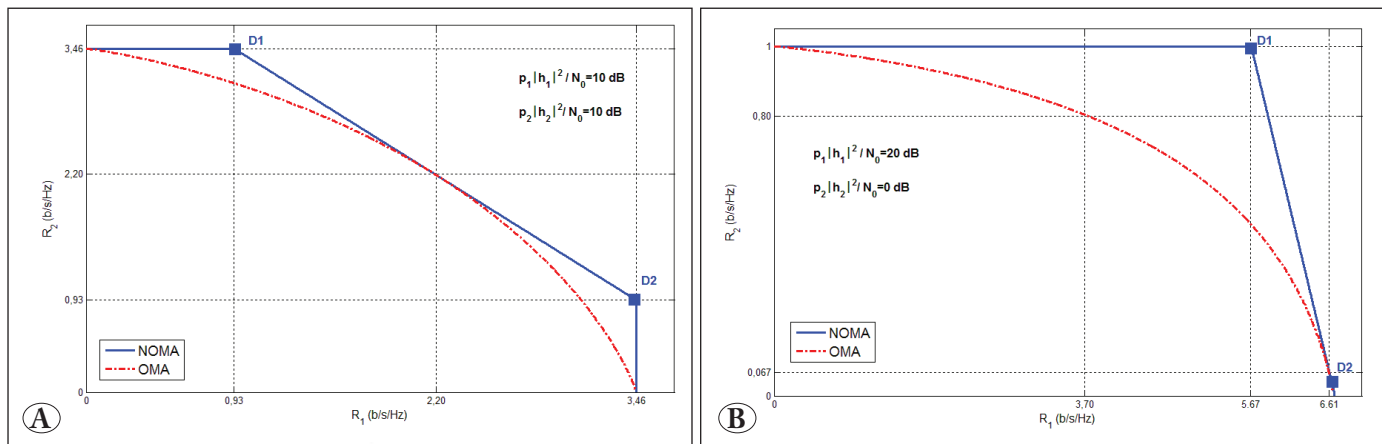 3,46
D1
p1|h1|²/ N0=10 dB
p2|h2|²/ N0=10 dB
2,20
R2 (b/s/Hz)
D2
0,93
NOMA
OMA
0
0
0,93
2,20
3,46
R1 (b/s/Hz)
A
1
D1
0,80
p1|h1|²/ N0=20 dB
p2|h2|²/ N0=0 dB
R2 (b/s/Hz)
NOMA
OMA
D2
0,067
0
0
3,70
5.67
6.61
R1 (b/s/Hz)
B